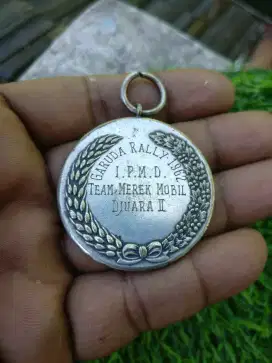 GARUDA RALLY-1962
I.P.M.D.
TEAM MEREK MOBIL
DJUARA II